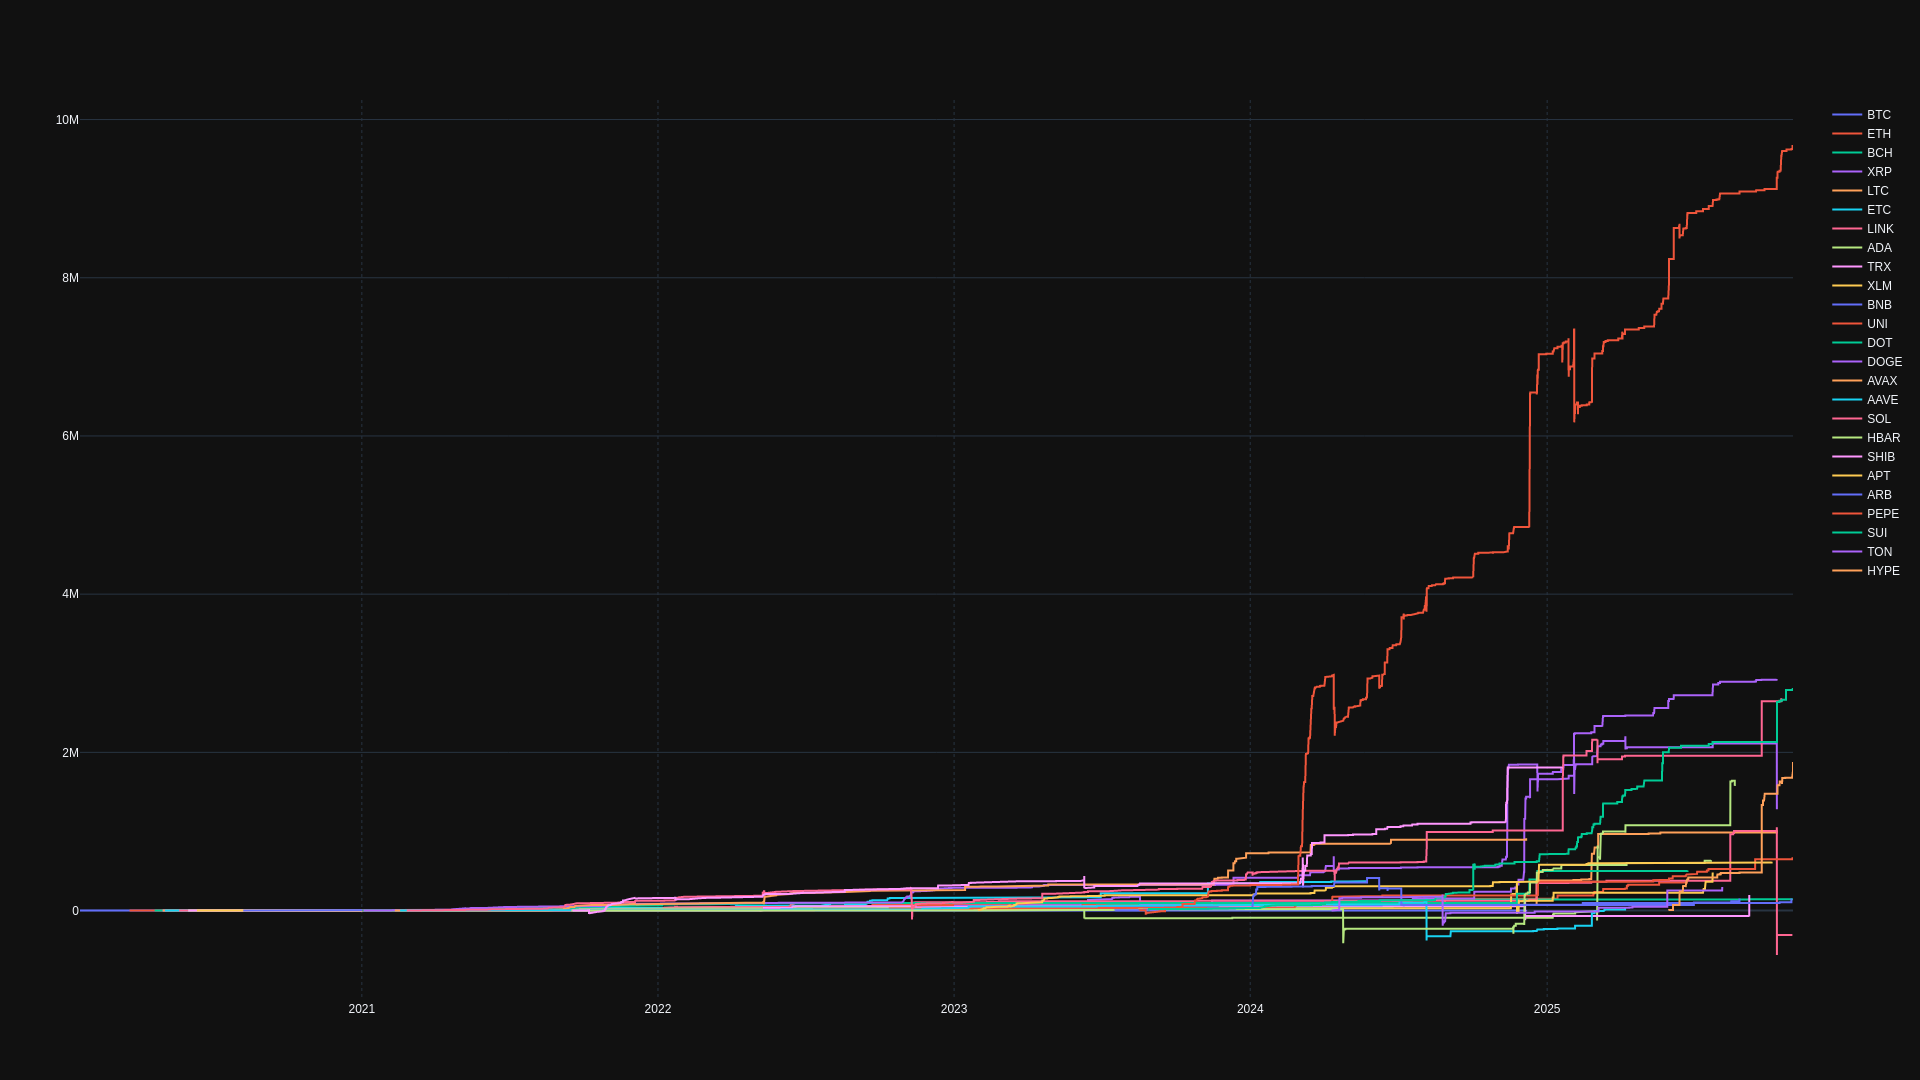 10M
8M
6M
4M
2M
0
2021
2022
2023
2024
2025
BTC
ETH
BCH
XRP
LTC
ETC
LINK
ADA
TRX
XLM
BNB
UNI
DOT
DOGE
AVAX
AAVE
SOL
HBAR
SHIB
APT
ARB
PEPE
SUI
TON
HYPE